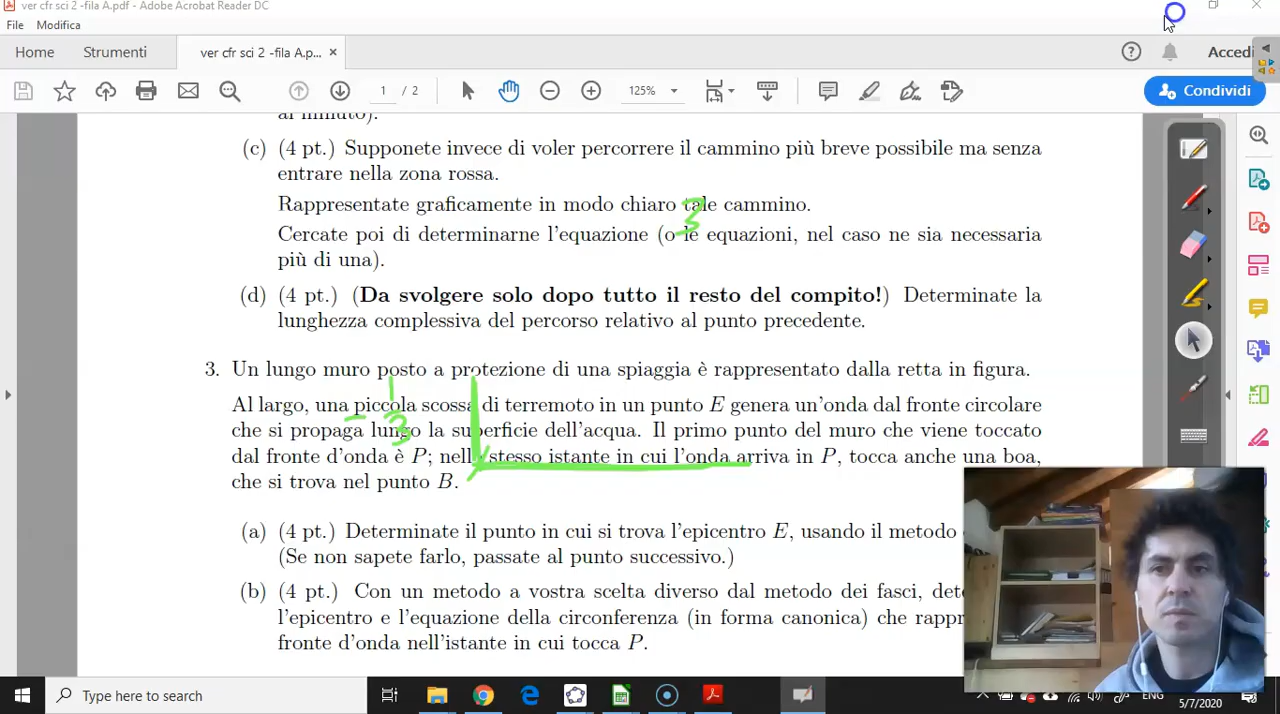 ver cfr sci 2 -fila A.pdf - Adobe Acrobat Reader DC
File Modifica
Home Strumenti ver cfr sci 2 -fila A.p... × Accedi
1 / 2 125% Condividi
al minuto).
(c) (4 pt.) Supponete invece di voler percorrere il cammino più breve possibile ma senza
entrare nella zona rossa.
Rappresentate graficamente in modo chiaro tale cammino.
3
Cercate poi di determinarne l'equazione (o le equazioni, nel caso ne sia necessaria
più di una).
(d) (4 pt.) (Da svolgere solo dopo tutto il resto del compito!) Determinate la
lunghezza complessiva del percorso relativo al punto precedente.
3. Un lungo muro posto a protezione di una spiaggia è rappresentato dalla retta in figura.
Al largo, una piccola scossa di terremoto in un punto E genera un'onda dal fronte circolare
- 1/3
che si propaga lungo la superficie dell'acqua. Il primo punto del muro che viene toccato
dal fronte d'onda è P; nello stesso istante in cui l'onda arriva in P, tocca anche una boa,
che si trova nel punto B.
(a) (4 pt.) Determinate il punto in cui si trova l'epicentro E, usando il metodo
(Se non sapete farlo, passate al punto successivo.)
(b) (4 pt.) Con un metodo a vostra scelta diverso dal metodo dei fasci,
l'epicentro e l'equazione della circonferenza (in forma canonica) che
fronte d'onda nell'istante in cui tocca P.
Type here to search ENG 5/7/2020